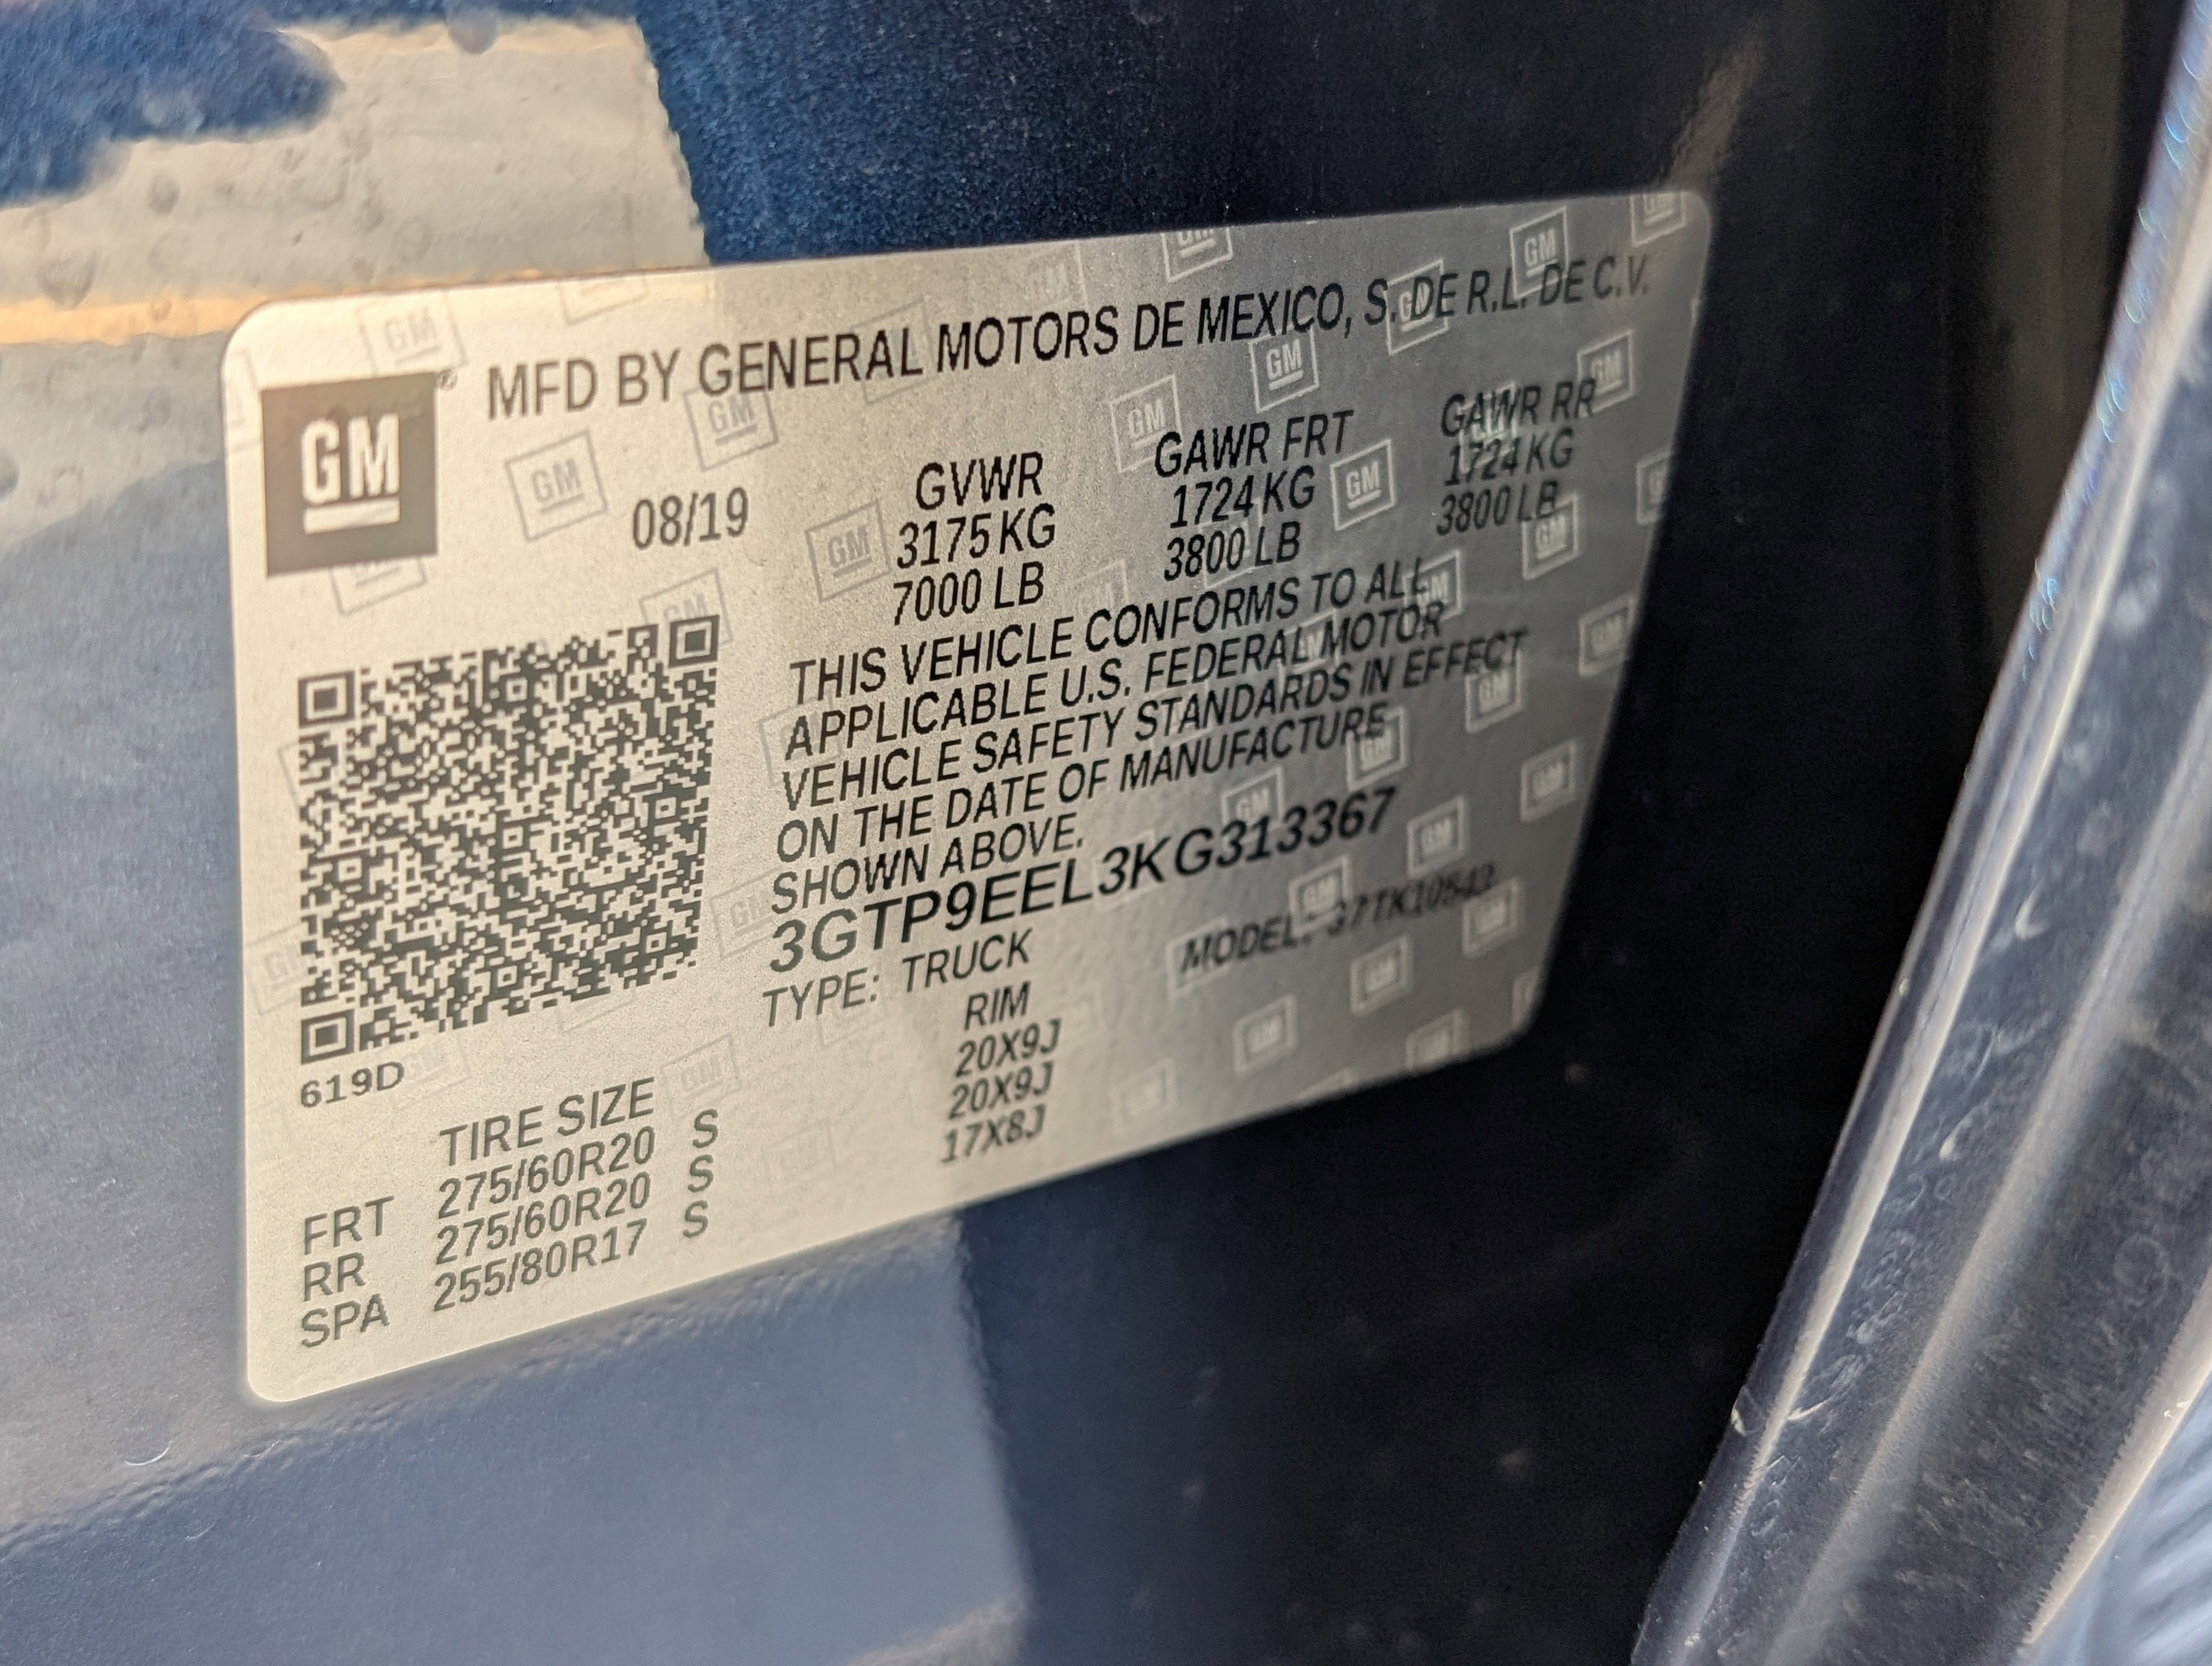 MFD BY GENERAL MOTORS DE MEXICO, S. DE R.L. DE C.V.
GM
08/19
GVWR GAWR FRT GAWR RR
3175 KG 1724 KG 1724 KG
7000 LB 3800 LB 3800 LB
THIS VEHICLE CONFORMS TO ALL
APPLICABLE U.S. FEDERAL MOTOR
VEHICLE SAFETY STANDARDS IN EFFECT
ON THE DATE OF MANUFACTURE
SHOWN ABOVE.
3GTP9EEL3KG313367
TYPE: TRUCK MODEL:
619D
TIRE SIZE RIM
FRT 275/60R20 S 20X9J
RR 275/60R20 S 20X9J
SPA 255/80R17 S 17X8J